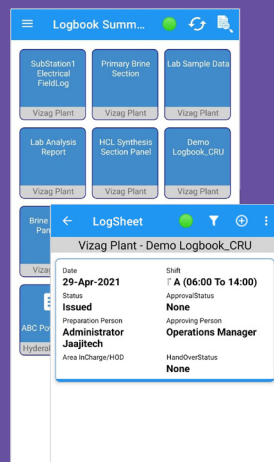 Logbook Summ...
SubStation1
Electrical
FieldLog
Vizag Plant
Primary Brine
Section
Vizag Plant
Lab Sample Data
Vizag Plant
Lab Analysis
Report
Vizag Plant
HCL Synthesis
Section Panel
Vizag Plant
Demo
Logbook_CRU
Vizag Plant
Brine
Pan
Vizag
ABC Po
Hyderab
LogSheet
Vizag Plant - Demo Logbook_CRU
Date
29-Apr-2021
Shift
A (06:00 To 14:00)
Status
Issued
ApprovalStatus
None
Preparation Person
Administrator
Jaajitech
Approving Person
Operations Manager
Area InCharge/HOD
HandOverStatus
None